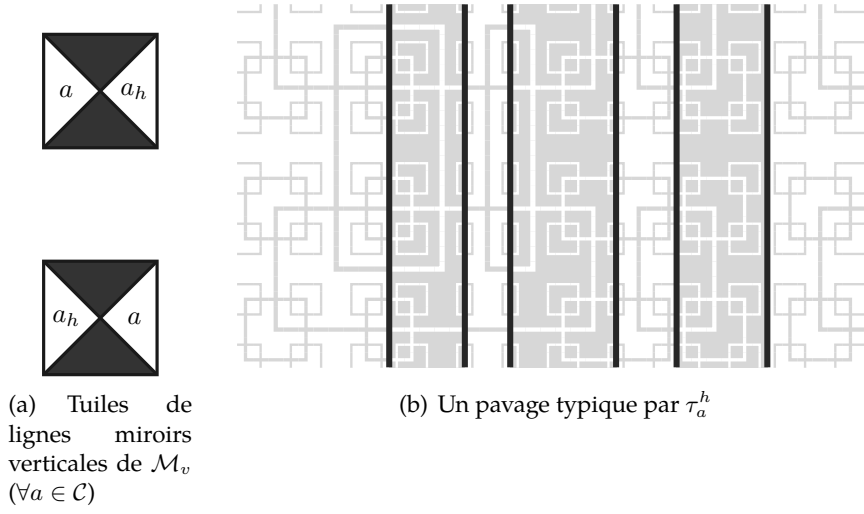 a a_h
a_h a
(a) Tuiles de
lignes miroirs
verticales de ℳ_v
(∀a ∈ 𝒞)
(b) Un pavage typique par τ_a^h